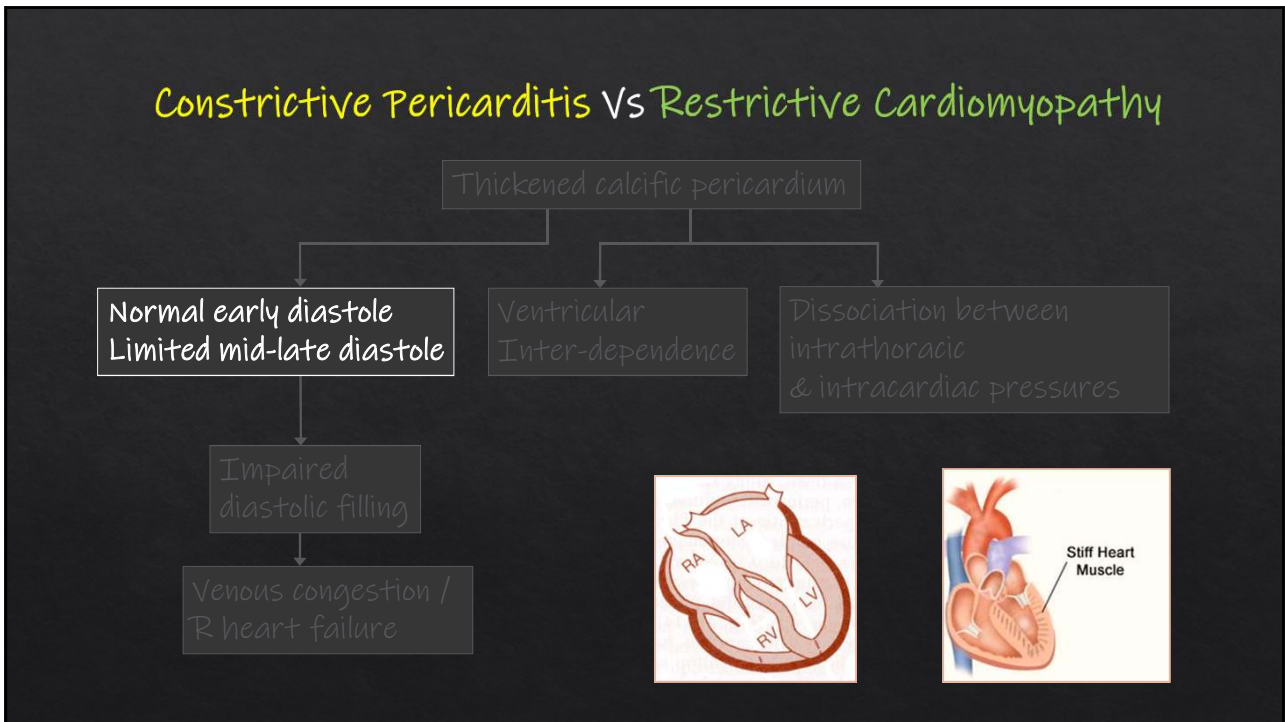 Constrictive Pericarditis Vs Restrictive Cardiomyopathy
Thickened calcific pericardium
Normal early diastole
Limited mid-late diastole
Ventricular
Inter-dependence
Dissociation between
intrathoracic
& intracardiac pressures
Impaired
diastolic filling
Venous congestion /
R heart failure
LA
RA
LV
RV
Stiff Heart
Muscle